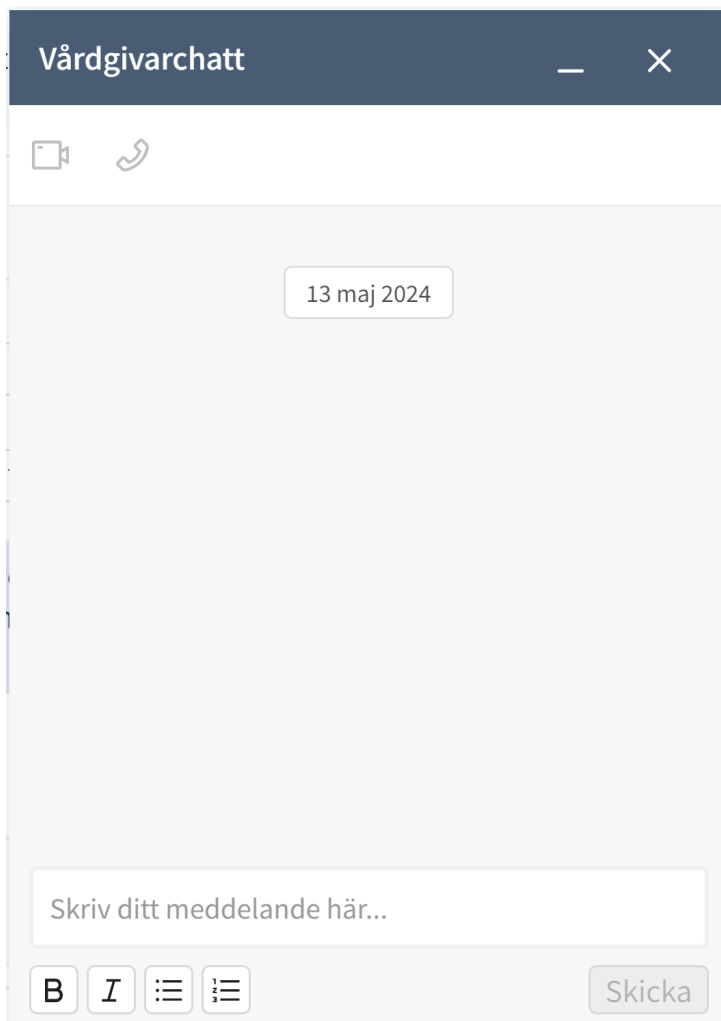 Vårdgivarchatt
13 maj 2024
Skriv ditt meddelande här...
B I
Skicka